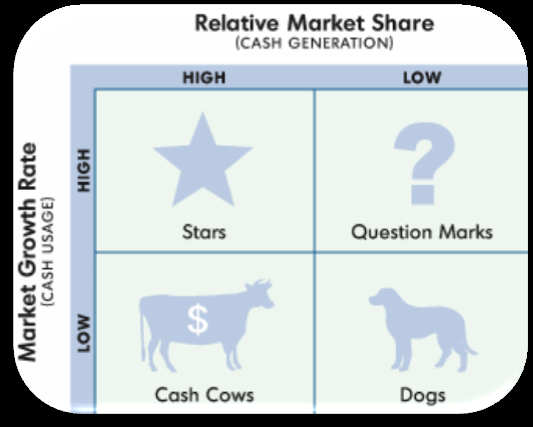 Relative Market Share
(CASH GENERATION)
HIGH
LOW
Market Growth Rate
(CASH USAGE)
HIGH
?
Stars
Question Marks
LOW
$
Cash Cows
Dogs